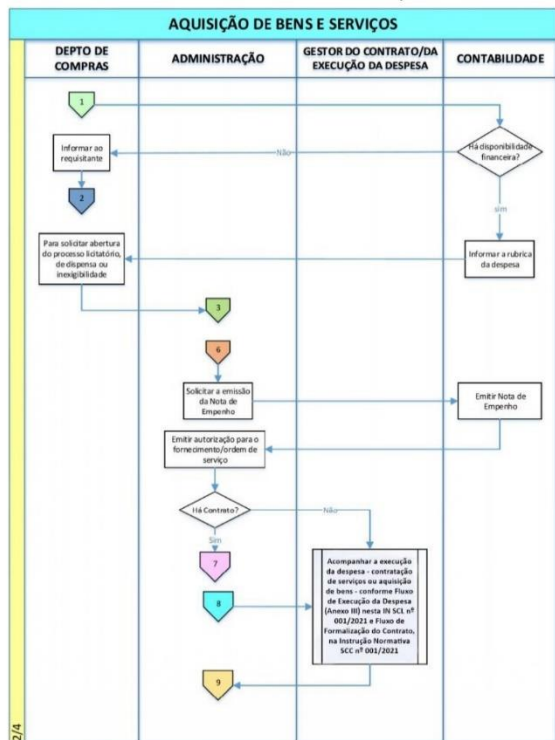 AQUISIÇÃO DE BENS E SERVIÇOS
DEPTO DE
COMPRAS
ADMINISTRAÇÃO
GESTOR DO CONTRATO/DA
EXECUÇÃO DA DESPESA
CONTABILIDADE
1
Há disponibilidade
financeira?
Não
Informar ao
requisitante
2
sim
Para solicitar abertura
do processo licitatório,
de dispensa ou
inexigibilidade
Informar a rubrica
da despesa
3
6
Solicitar a emissão
da Nota de
Empenho
Emitir Nota de
Empenho
Emitir autorização para o
fornecimento/ordem de
serviço
Há Contrato?
Não
Sim
7
8
Acompanhar a execução
da despesa - contratação
de serviços ou aquisição
de bens - conforme Fluxo
de Execução da Despesa
(Anexo III) nesta IN SCL nº
001/2021 e Fluxo de
Formalização do Contrato,
na Instrução Normativa
SCC nº 001/2021
9
2/4